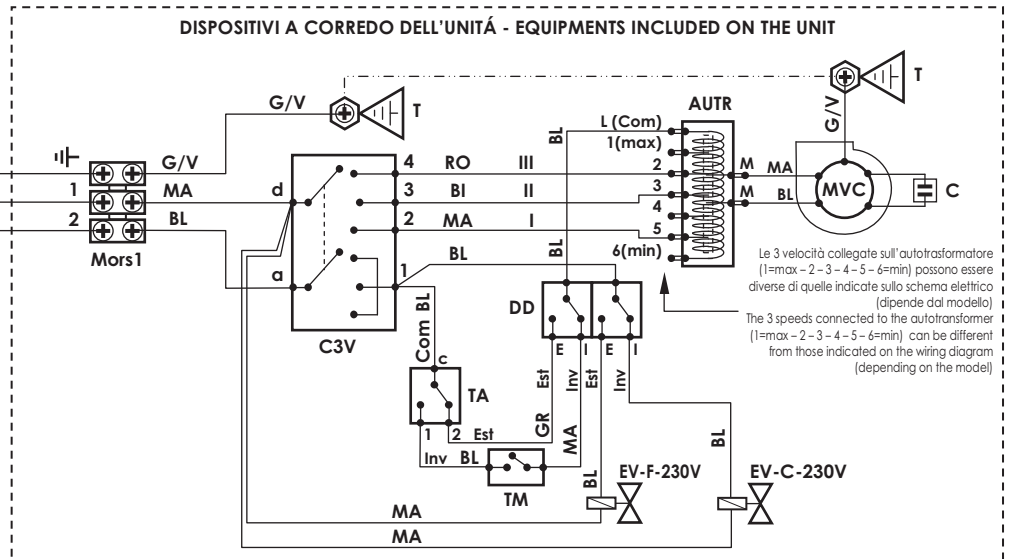 DISPOSITIVI A CORREDO DELL'UNITÁ - EQUIPMENTS INCLUDED ON THE UNIT
T
T
G/V
AUTR
G/V
L (Com)
BL
1(max)
G/V
4
RO
III
2
M
MA
1
MA
d
3
BI
II
3
MVC
C
4
M
BL
2
BL
2
MA
I
5
Mors1
6(min)
BL
BL
a
1
Le 3 velocità collegate sull'autotrasformatore
(1=max – 2 – 3 – 4 – 5 – 6=min) possono essere
diverse di quelle indicate sullo schema elettrico
(dipende dal modello)
The 3 speeds connected to the autotransformer
(1=max – 2 – 3 – 4 – 5 – 6=min) can be different
from those indicated on the wiring diagram
(depending on the model)
DD
C3V
Com BL
E
I
E
I
c
Est
Inv
Est
Inv
TA
1
2
Est
GR
MA
BL
Inv
BL
TM
BL
EV-F-230V
EV-C-230V
MA
MA